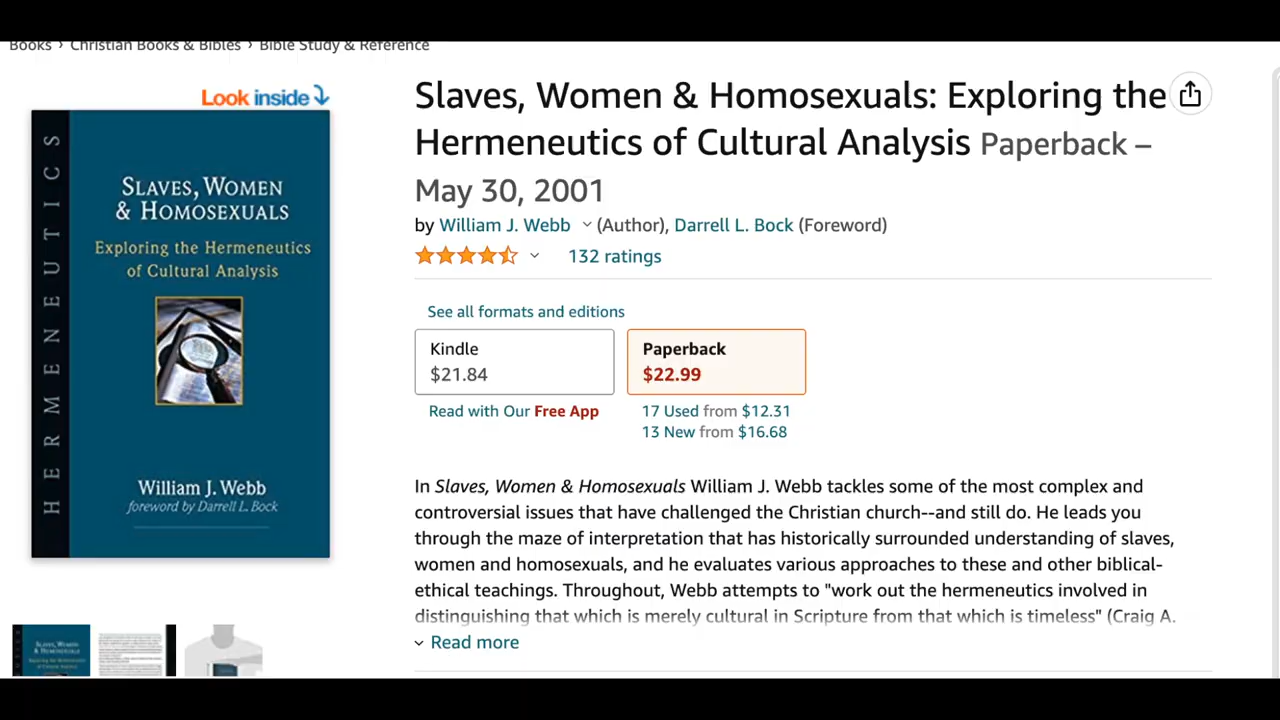 Books › Christian Books & Bibles › Bible Study & Reference
Look inside
HERMENEUTICS
SLAVES, WOMEN
& HOMOSEXUALS
Exploring the Hermeneutics
of Cultural Analysis
William J. Webb
foreword by Darrell L. Bock
Slaves, Women & Homosexuals: Exploring the
Hermeneutics of Cultural Analysis Paperback –
May 30, 2001
by William J. Webb (Author), Darrell L. Bock (Foreword)
132 ratings
See all formats and editions
Kindle
$21.84
Read with Our Free App
Paperback
$22.99
17 Used from $12.31
13 New from $16.68
In Slaves, Women & Homosexuals William J. Webb tackles some of the most complex and
controversial issues that have challenged the Christian church--and still do. He leads you
through the maze of interpretation that has historically surrounded understanding of slaves,
women and homosexuals, and he evaluates various approaches to these and other biblical-
ethical teachings. Throughout, Webb attempts to "work out the hermeneutics involved in
distinguishing that which is merely cultural in Scripture from that which is timeless" (Craig A.
Read more